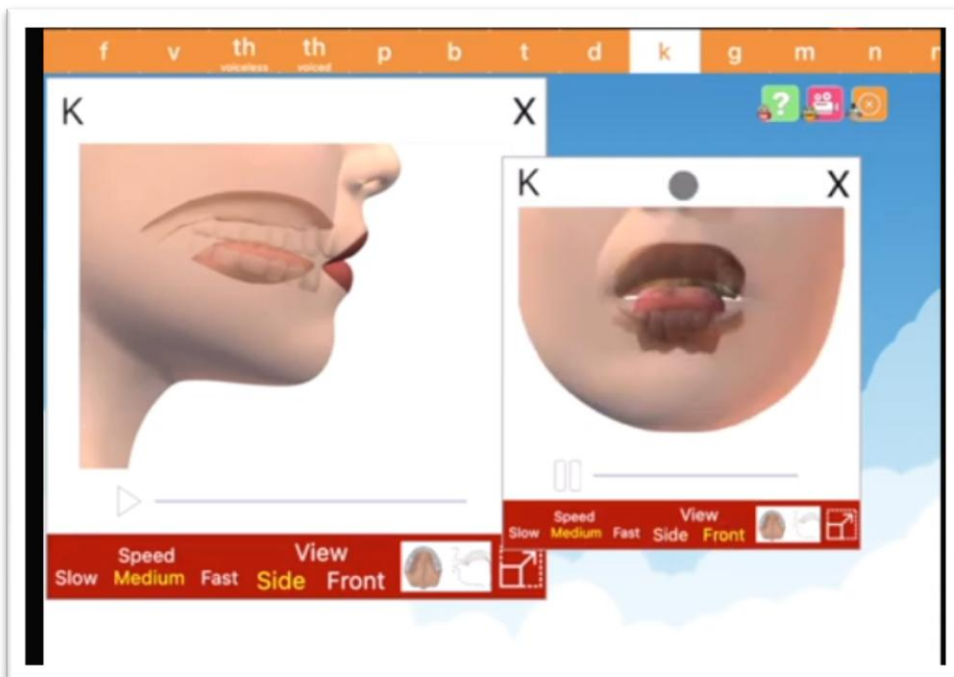 f v th voiceless th voiced p b t d k g m n r
K X
?
K X
Speed
Slow Medium Fast
View
Side Front
Speed
Slow Medium Fast
View
Side Front